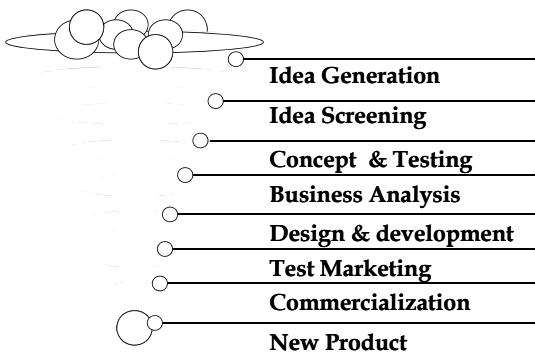 Idea Generation
Idea Screening
Concept & Testing
Business Analysis
Design & development
Test Marketing
Commercialization
New Product